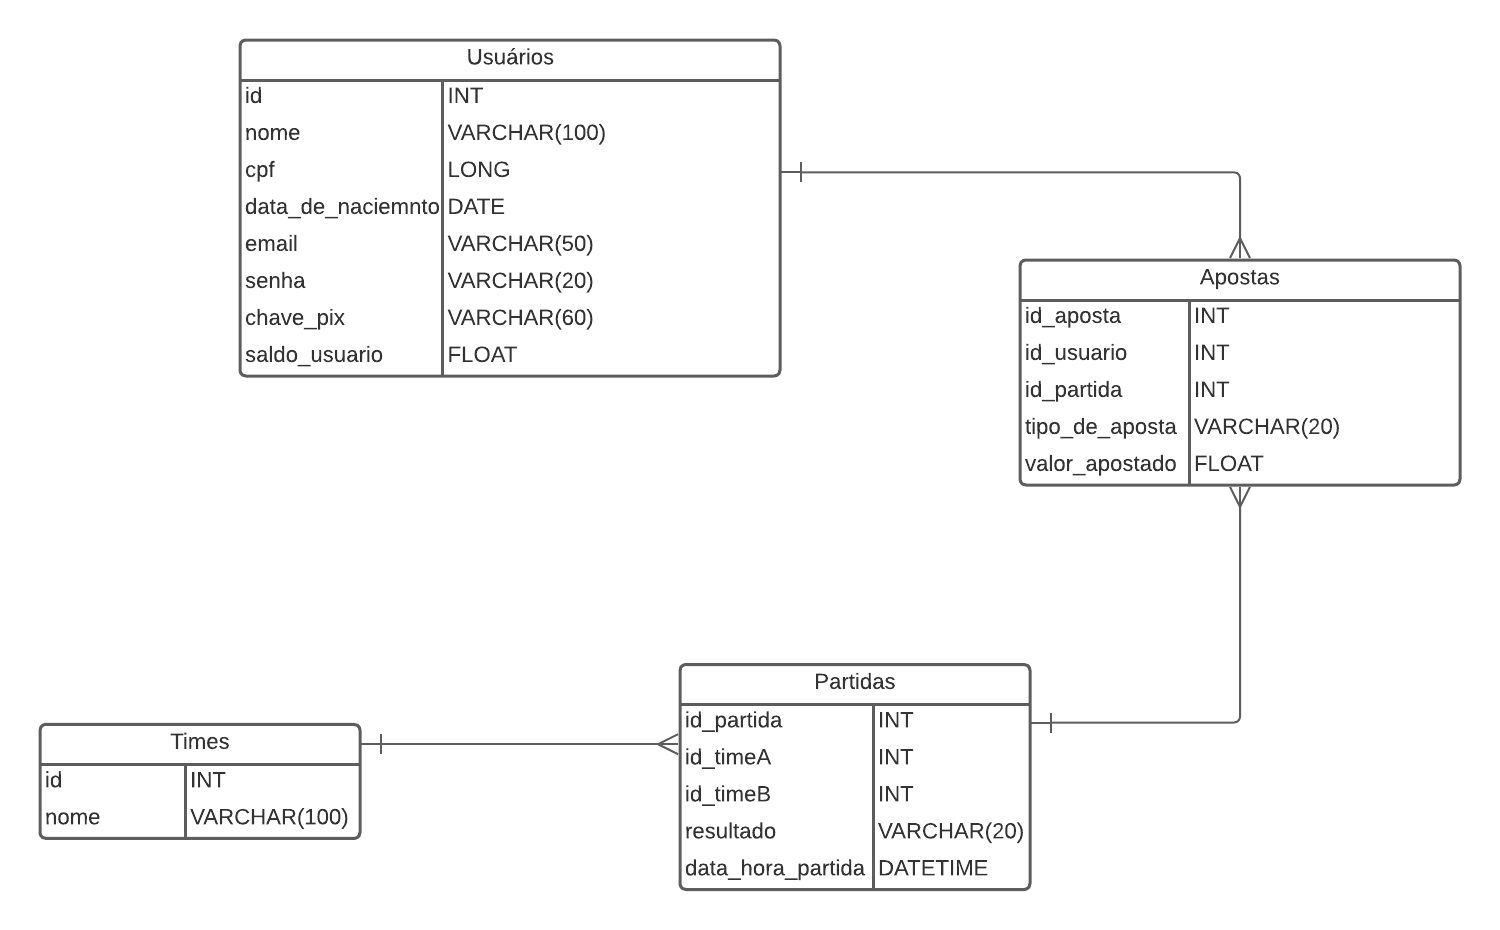 Usuários
id INT
nome VARCHAR(100)
cpf LONG
data_de_naciemnto DATE
email VARCHAR(50)
senha VARCHAR(20)
chave_pix VARCHAR(60)
saldo_usuario FLOAT
Apostas
id_aposta INT
id_usuario INT
id_partida INT
tipo_de_aposta VARCHAR(20)
valor_apostado FLOAT
Partidas
id_partida INT
id_timeA INT
id_timeB INT
resultado VARCHAR(20)
data_hora_partida DATETIME
Times
id INT
nome VARCHAR(100)